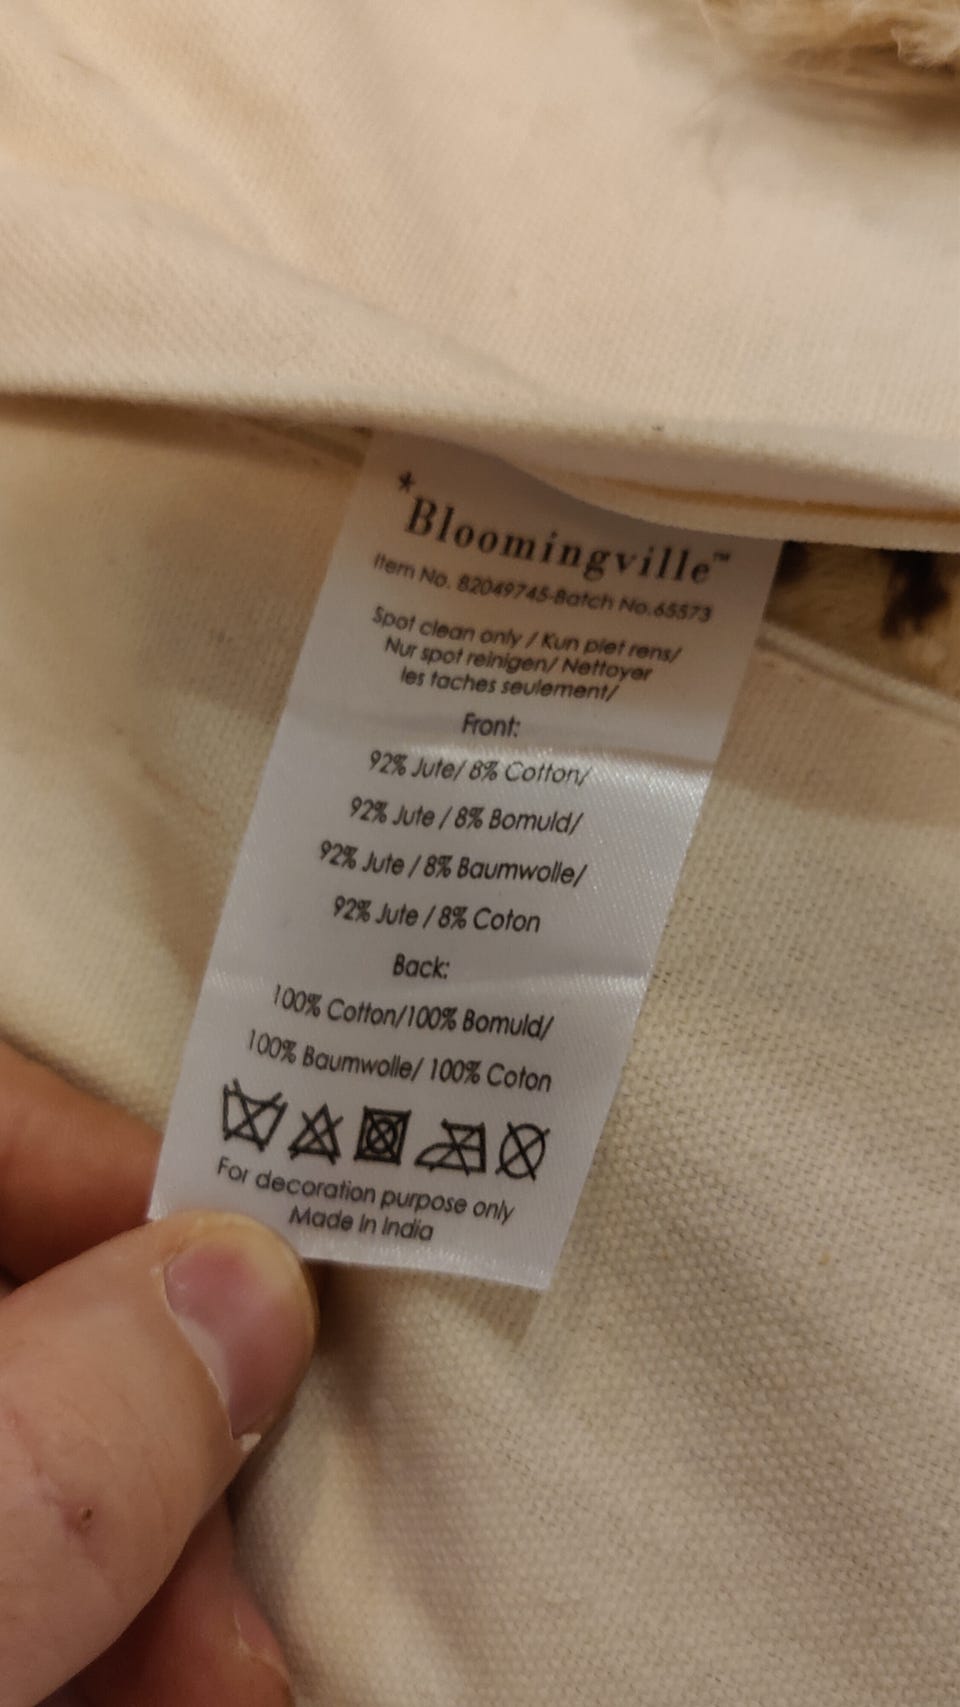 *Bloomingville™
Item No. 82049745-Batch No.65573
Spot clean only / Kun plet rens/
Nur spot reinigen/ Nettoyer
les taches seulement/
Front:
92% Jute/ 8% Cotton/
92% Jute / 8% Bomuld/
92% Jute / 8% Baumwolle/
92% Jute / 8% Coton
Back:
100% Cotton/100% Bomuld/
100% Baumwolle/ 100% Coton
For decoration purpose only
Made In India